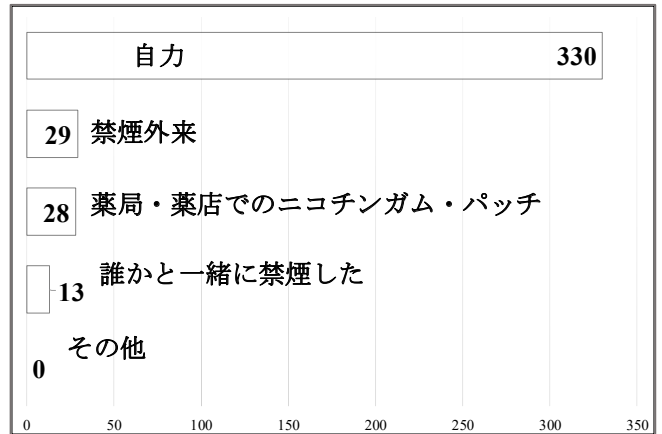 自力 330
29 禁煙外来
28 薬局・薬店でのニコチンガム・パッチ
13 誰かと一緒に禁煙した
0 その他
0 50 100 150 200 250 300 350